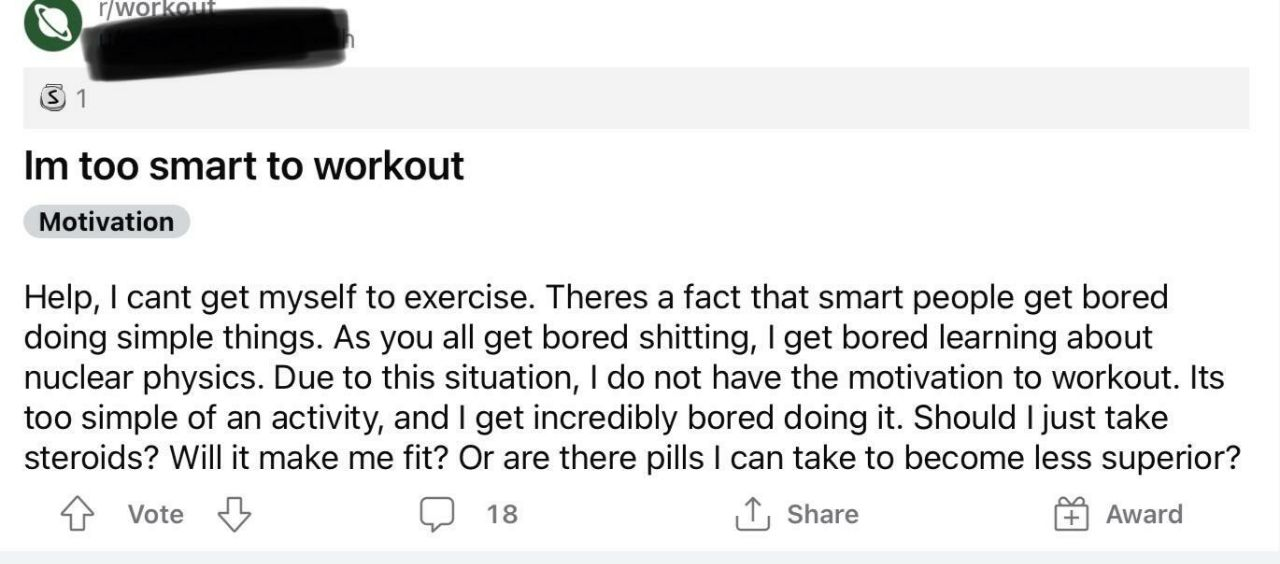 r/workout
1
Im too smart to workout
Motivation
Help, I cant get myself to exercise. Theres a fact that smart people get bored
doing simple things. As you all get bored shitting, I get bored learning about
nuclear physics. Due to this situation, I do not have the motivation to workout. Its
too simple of an activity, and I get incredibly bored doing it. Should I just take
steroids? Will it make me fit? Or are there pills I can take to become less superior?
Vote 18 Share Award